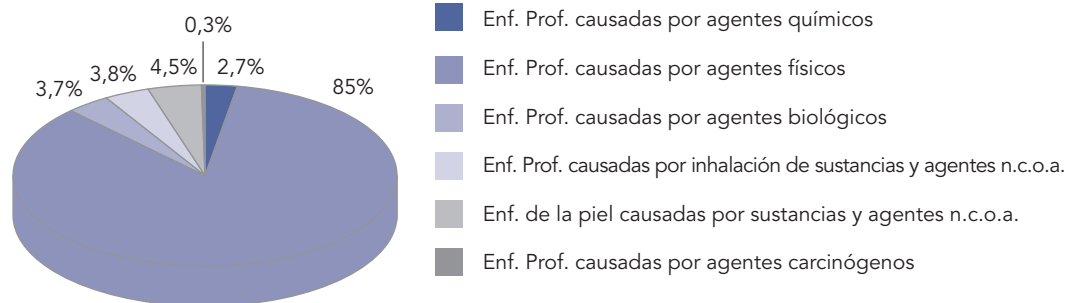 0,3%
3,7% 3,8% 4,5% 2,7% 85%
Enf. Prof. causadas por agentes químicos
Enf. Prof. causadas por agentes físicos
Enf. Prof. causadas por agentes biológicos
Enf. Prof. causadas por inhalación de sustancias y agentes n.c.o.a.
Enf. de la piel causadas por sustancias y agentes n.c.o.a.
Enf. Prof. causadas por agentes carcinógenos